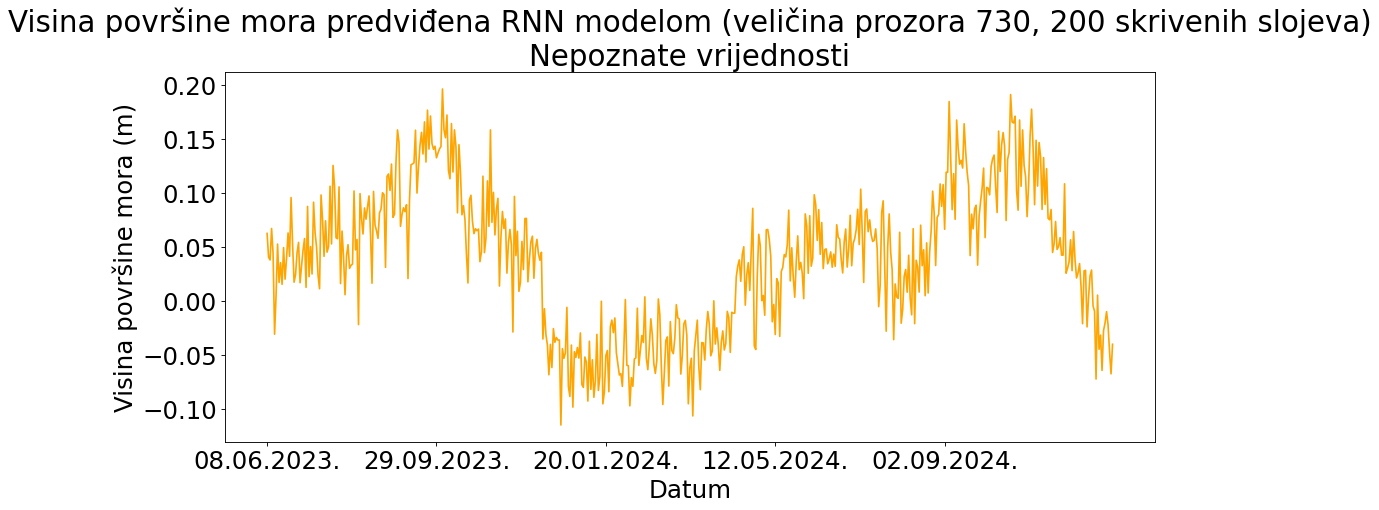 Visina površine mora predviđena RNN modelom (veličina prozora 730, 200 skrivenih slojeva)
Nepoznate vrijednosti
Visina površine mora (m)
0.20
0.15
0.10
0.05
0.00
−0.05
−0.10
08.06.2023. 29.09.2023. 20.01.2024. 12.05.2024. 02.09.2024.
Datum